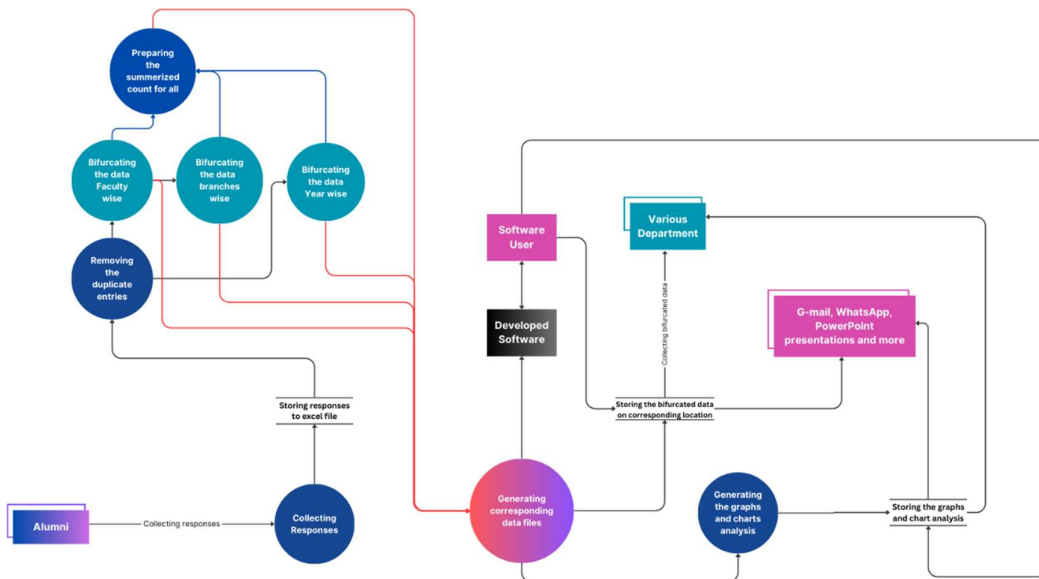 Preparing
the
summerized
count for all
Bifurcating
the data
Faculty
wise
Bifurcating
the data
branches
wise
Bifurcating
the data
Year wise
Removing
the
duplicate
entries
Storing responses
to excel file
Alumni
Collecting responses
Collecting
Responses
Software
User
Developed
Software
Generating
corresponding
data files
Various
Department
Collecting bifurcated data
Storing the bifurcated data
on corresponding location
G-mail, WhatsApp,
PowerPoint
presentations and more
Generating
the graphs
and charts
analysis
Storing the graphs
and chart analysis